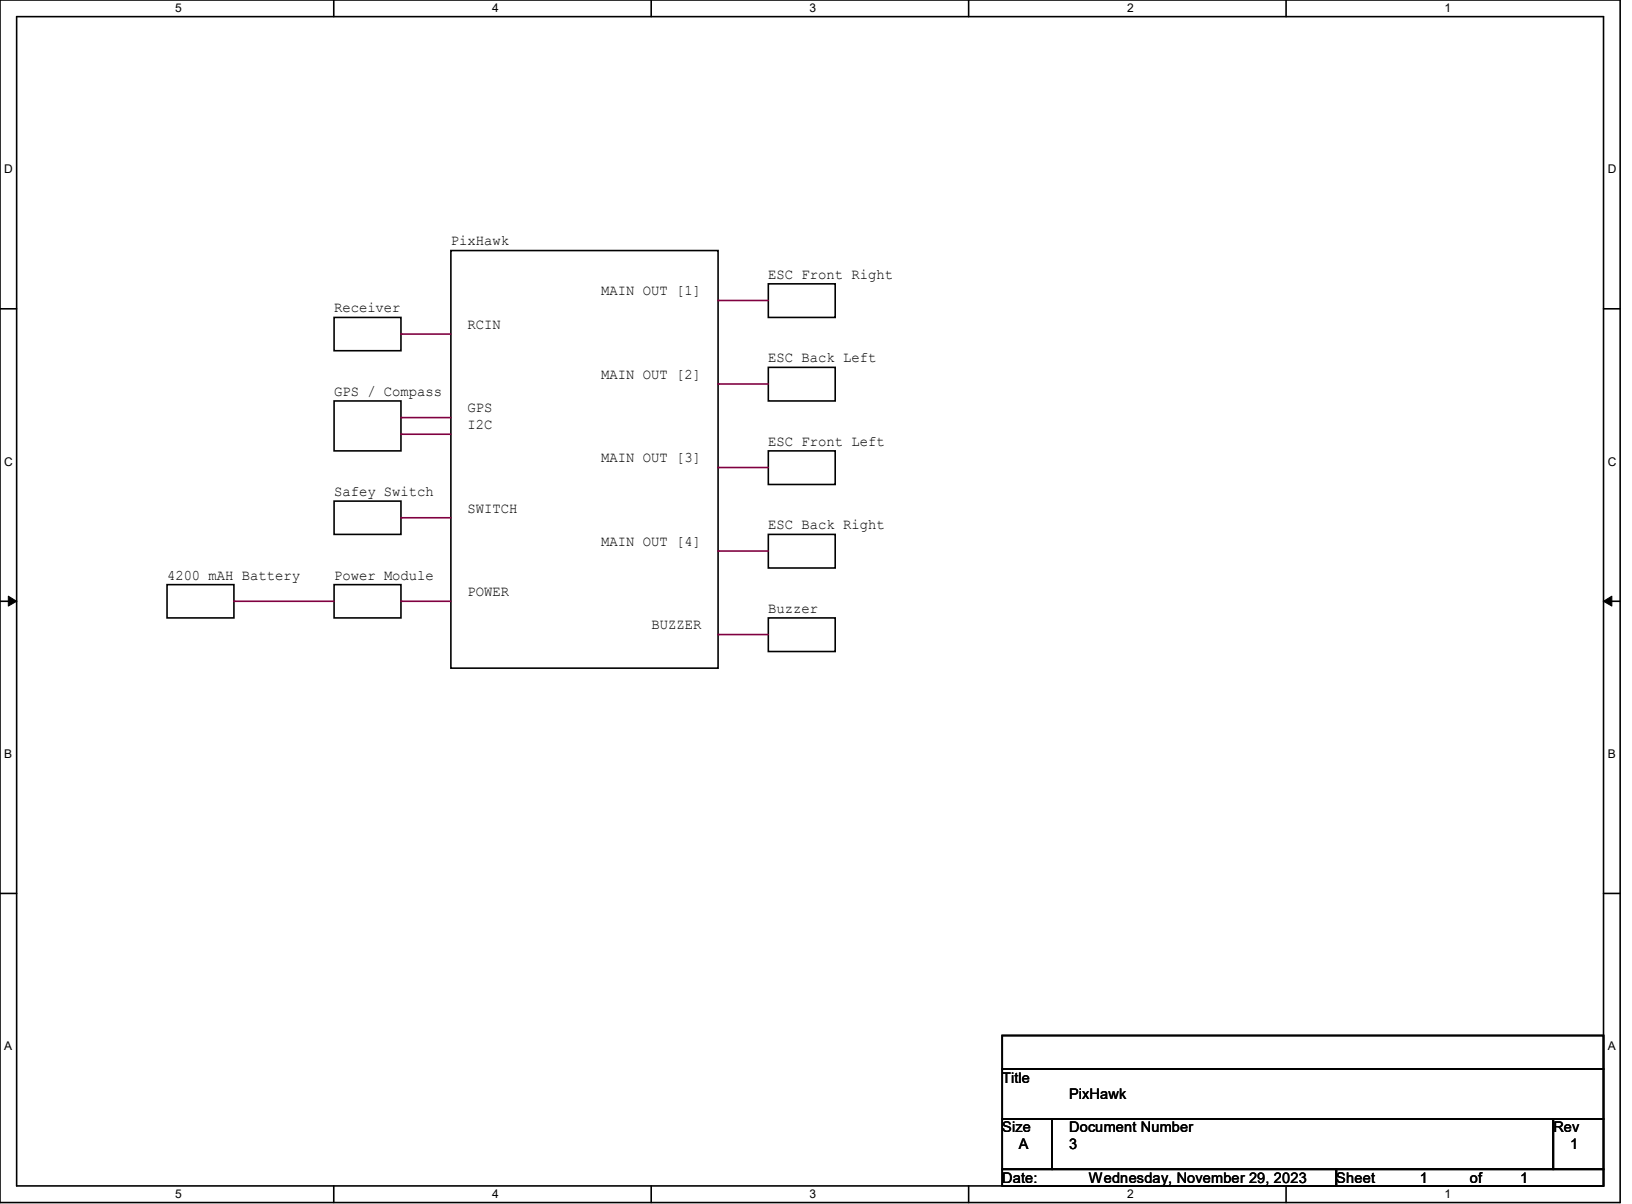 5 4 3 2 1
D D
PixHawk
MAIN OUT [1]
ESC Front Right
Receiver
RCIN
ESC Back Left
MAIN OUT [2]
GPS / Compass
GPS
I2C
ESC Front Left
MAIN OUT [3]
C C
Safey Switch
SWITCH
ESC Back Right
MAIN OUT [4]
4200 mAH Battery
Power Module
POWER
Buzzer
BUZZER
B B
A A
Title
PixHawk
Size
A
Document Number
3
Rev
1
Date: Wednesday, November 29, 2023 Sheet 1 of 1
5 4 3 2 1